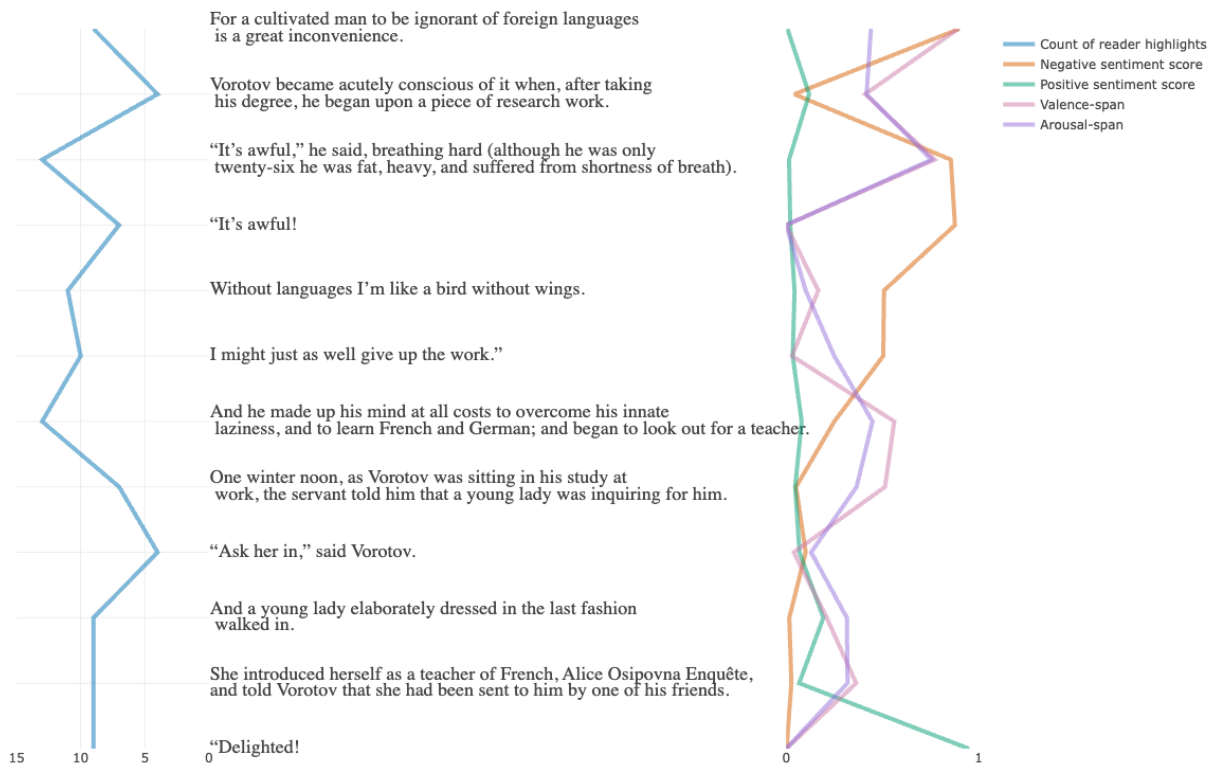 For a cultivated man to be ignorant of foreign languages
is a great inconvenience.
Vorotov became acutely conscious of it when, after taking
his degree, he began upon a piece of research work.
“It’s awful,” he said, breathing hard (although he was only
twenty-six he was fat, heavy, and suffered from shortness of breath).
“It’s awful!
Without languages I’m like a bird without wings.
I might just as well give up the work.”
And he made up his mind at all costs to overcome his innate
laziness, and to learn French and German; and began to look out for a teacher.
One winter noon, as Vorotov was sitting in his study at
work, the servant told him that a young lady was inquiring for him.
“Ask her in,” said Vorotov.
And a young lady elaborately dressed in the last fashion
walked in.
She introduced herself as a teacher of French, Alice Osipovna Enquête,
and told Vorotov that she had been sent to him by one of his friends.
“Delighted!
15 10 5 0
0 1
Count of reader highlights
Negative sentiment score
Positive sentiment score
Valence-span
Arousal-span